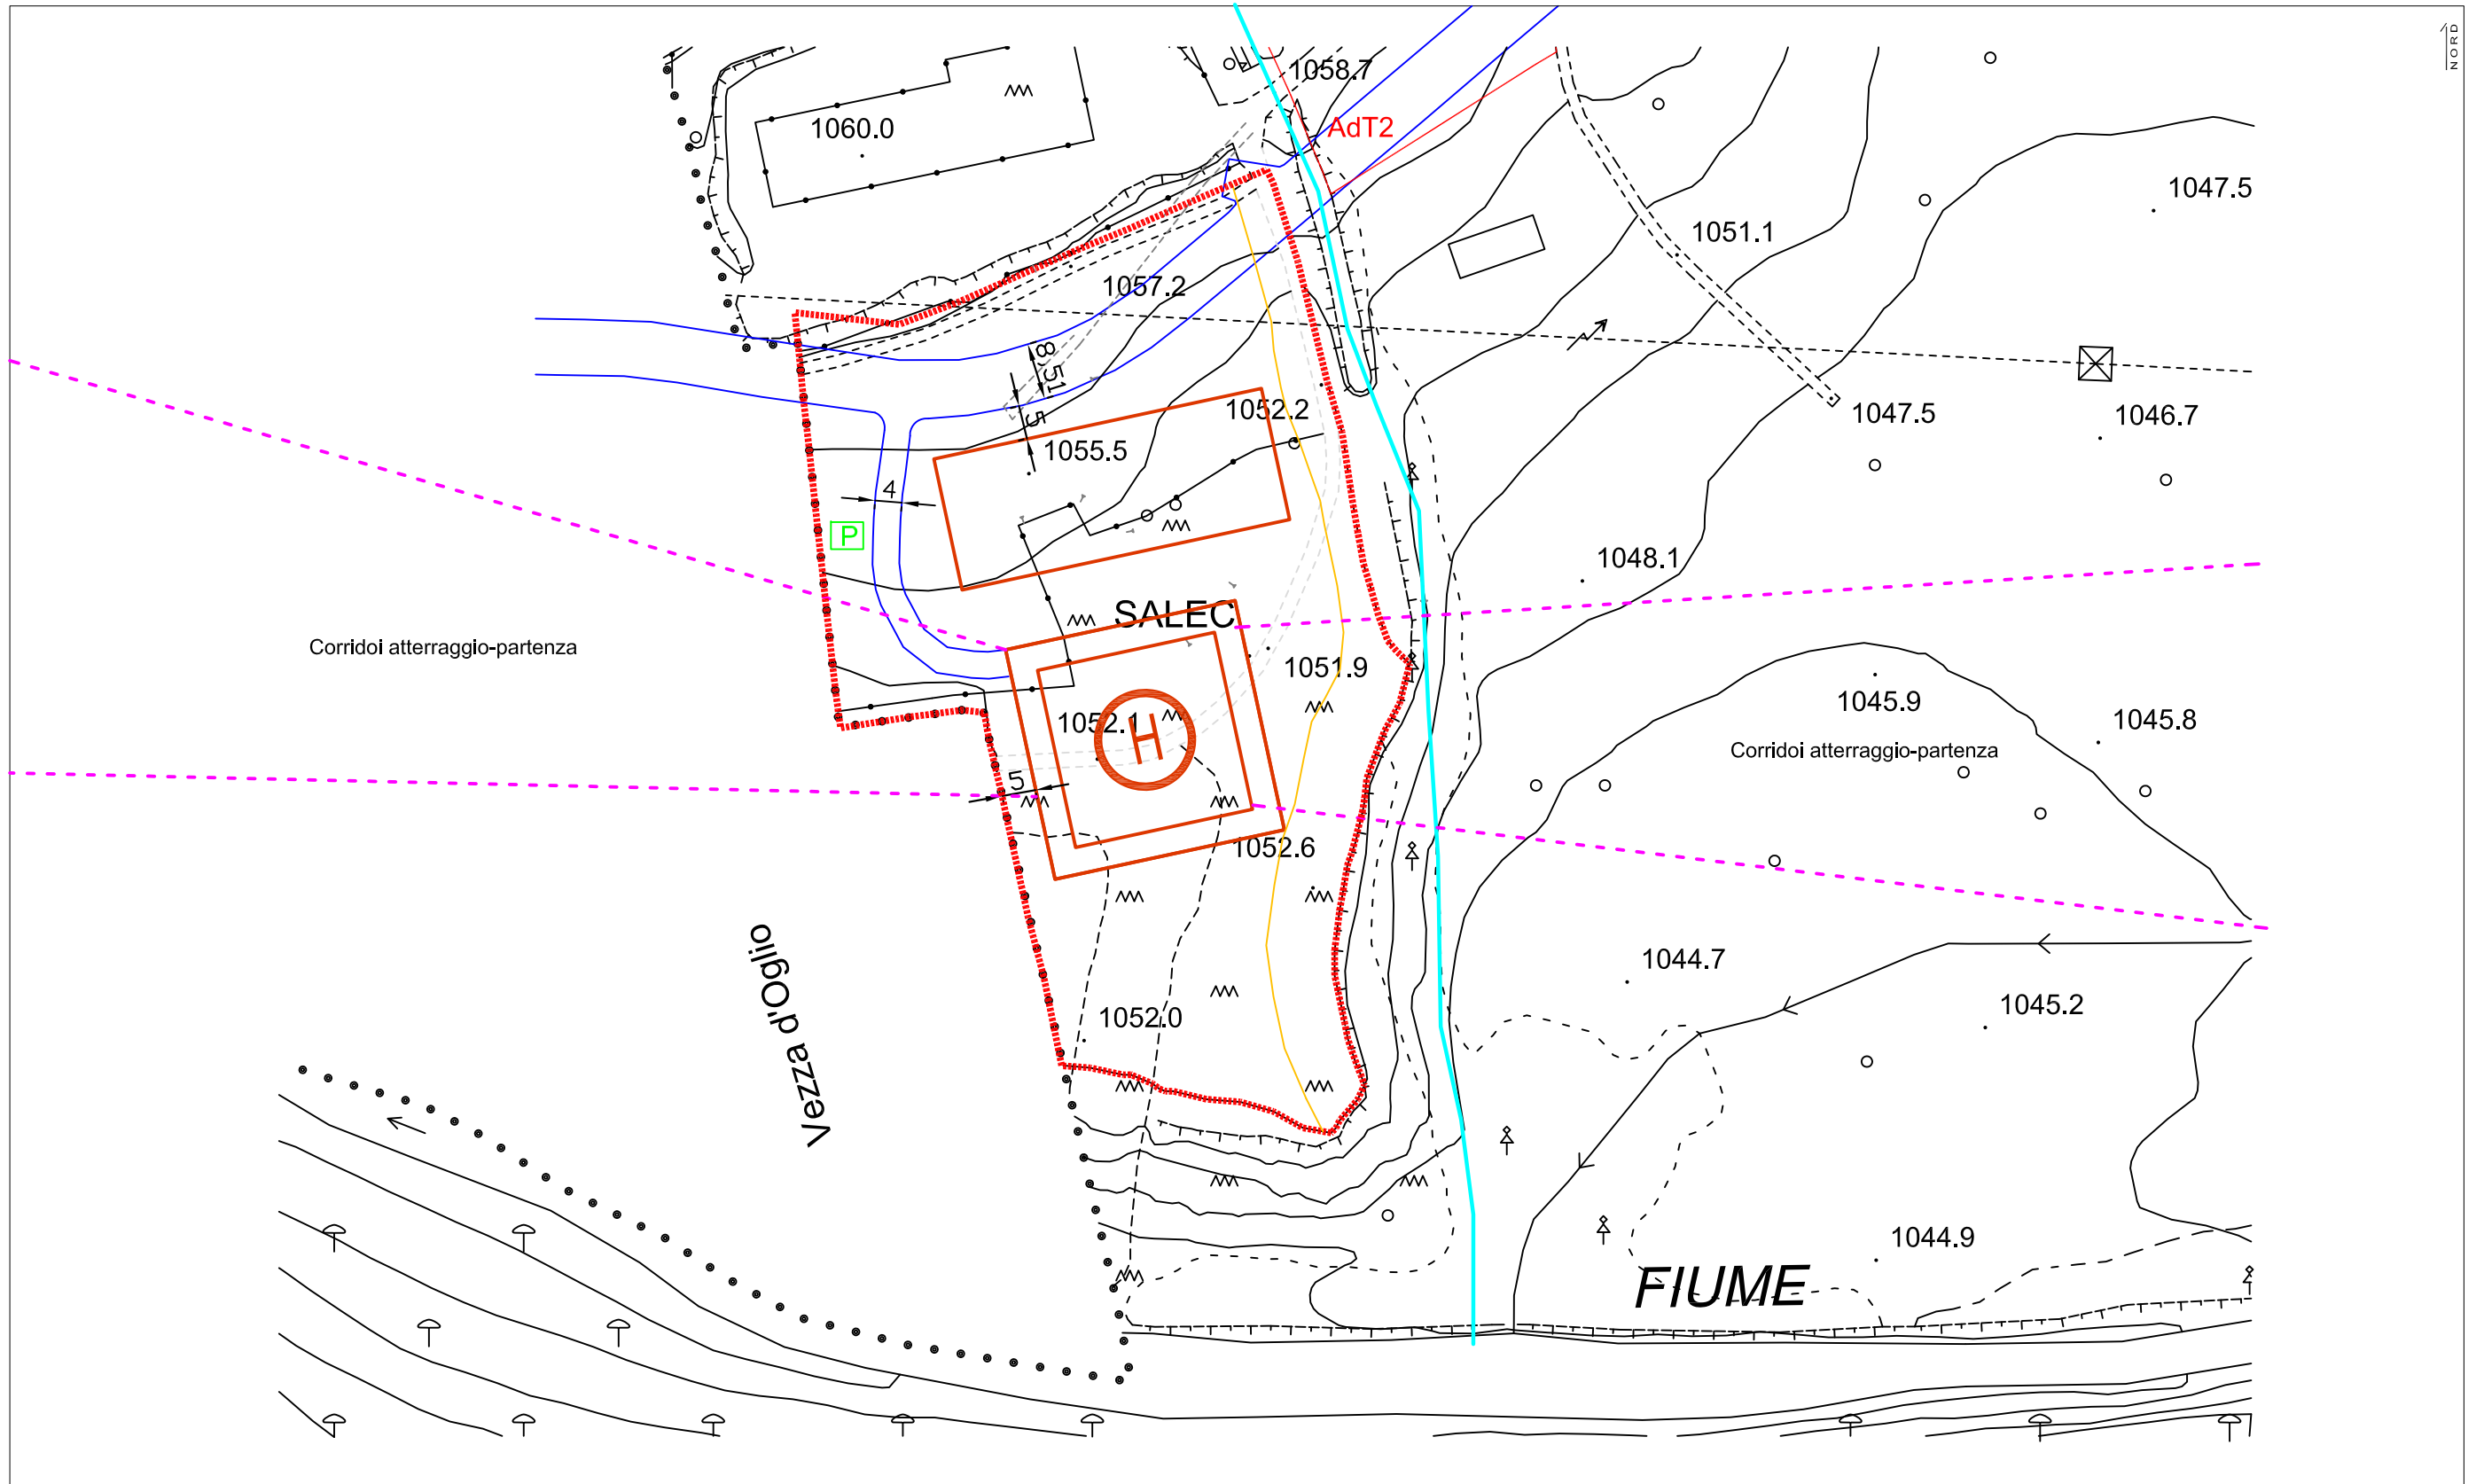 NORD
1058.7
1060.0
AdT2
1047.5
1051.1
1057.2
8,51
5
1052.2
1047.5
1046.7
1055.5
4
P
1048.1
SALEC
Corridoi atterraggio-partenza
1051.9
1045.9
1045.8
1052.1
H
Corridoi atterraggio-partenza
5
1052.6
Vezza d'Oglio
1044.7
1045.2
1052.0
1044.9
FIUME